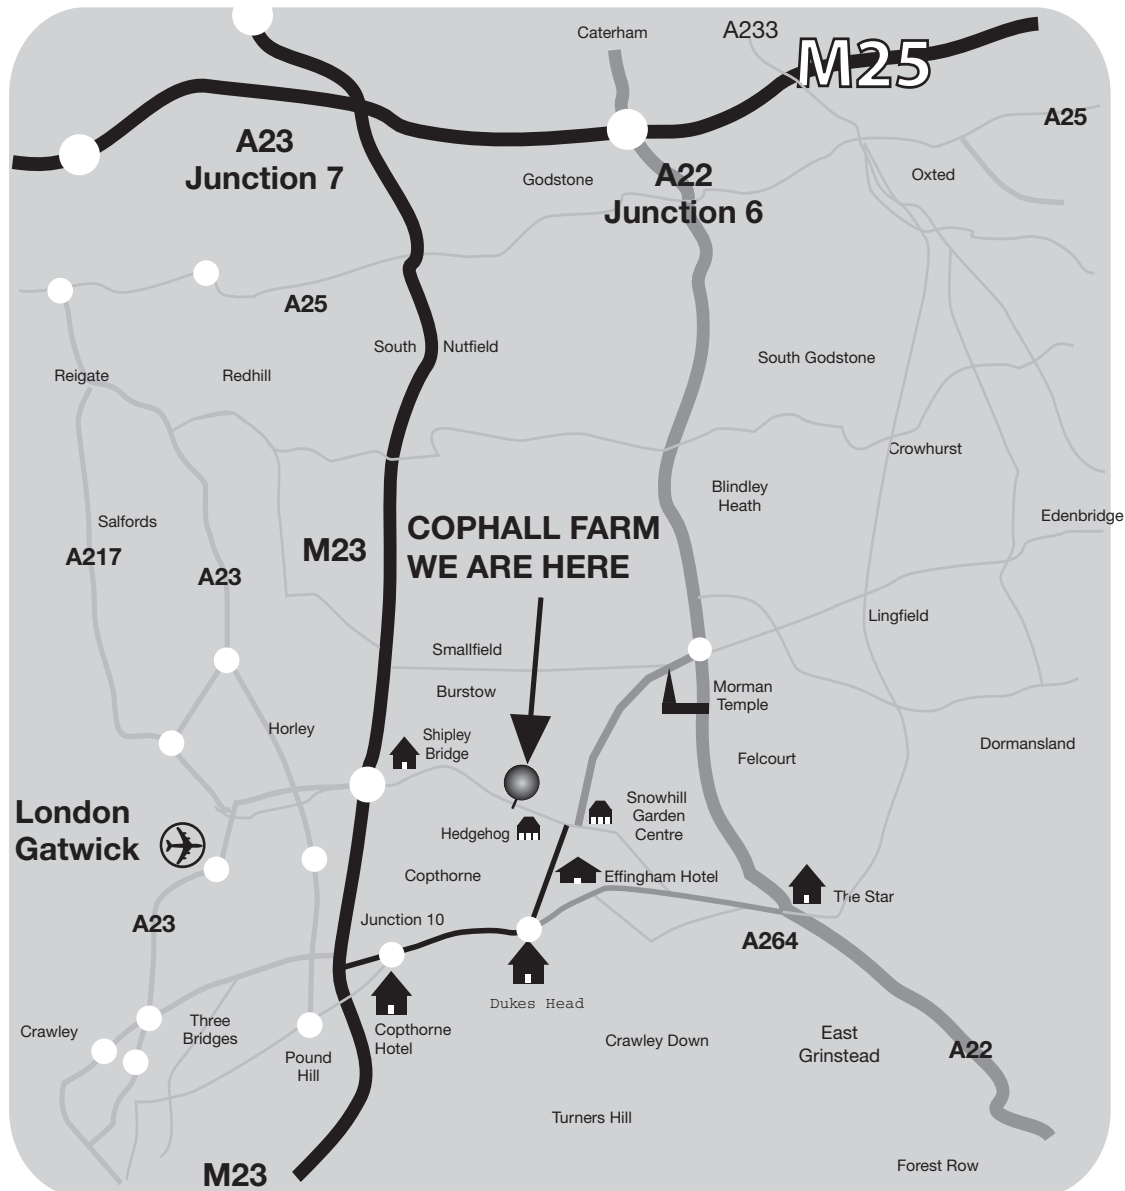 Caterham
A233
M25
A25
A23
Junction 7
Godstone
A22
Junction 6
Oxted
A25
South Nutfield
South Godstone
Reigate
Redhill
Crowhurst
Blindley
Heath
Edenbridge
Salfords
A217
A23
M23
COPHALL FARM
WE ARE HERE
Lingfield
Smallfield
Burstow
Morman
Temple
Horley
Shipley
Bridge
Felcourt
Dormansland
London
Gatwick
Snowhill
Garden
Centre
Hedgehog
Copthorne
Effingham Hotel
The Star
Junction 10
A23
A264
Dukes Head
Crawley
Three
Bridges
Copthorne
Hotel
Pound
Hill
Crawley Down
East
Grinstead
A22
Turners Hill
M23
Forest Row